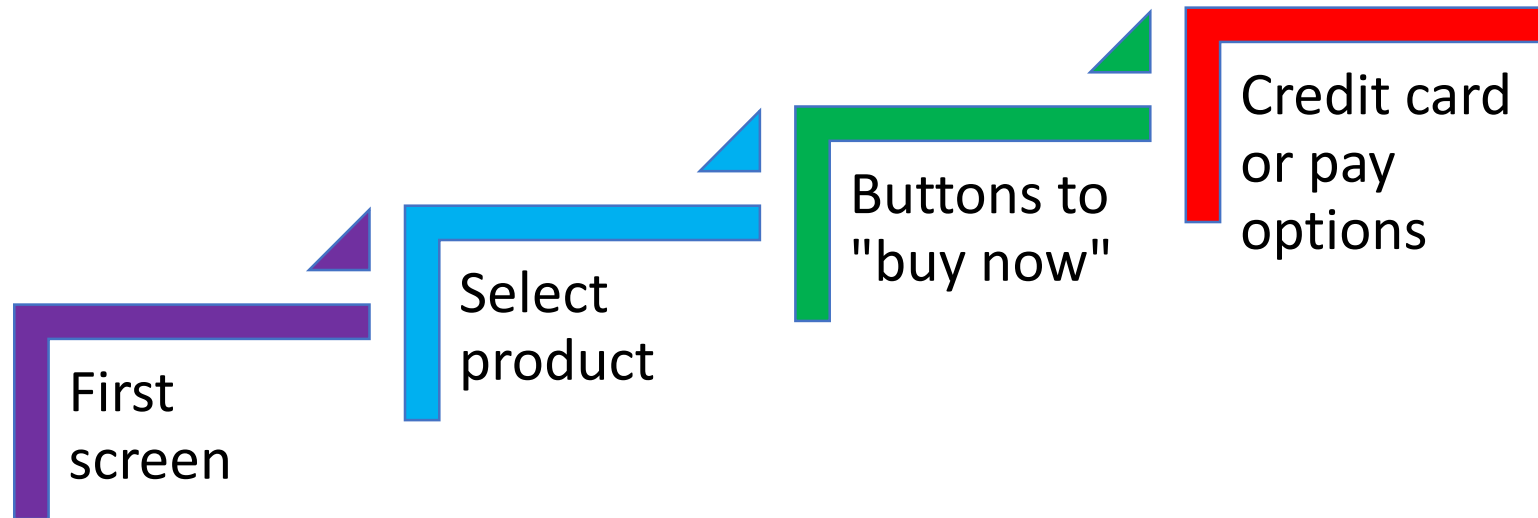 First
screen
Select
product
Buttons to
"buy now"
Credit card
or pay
options